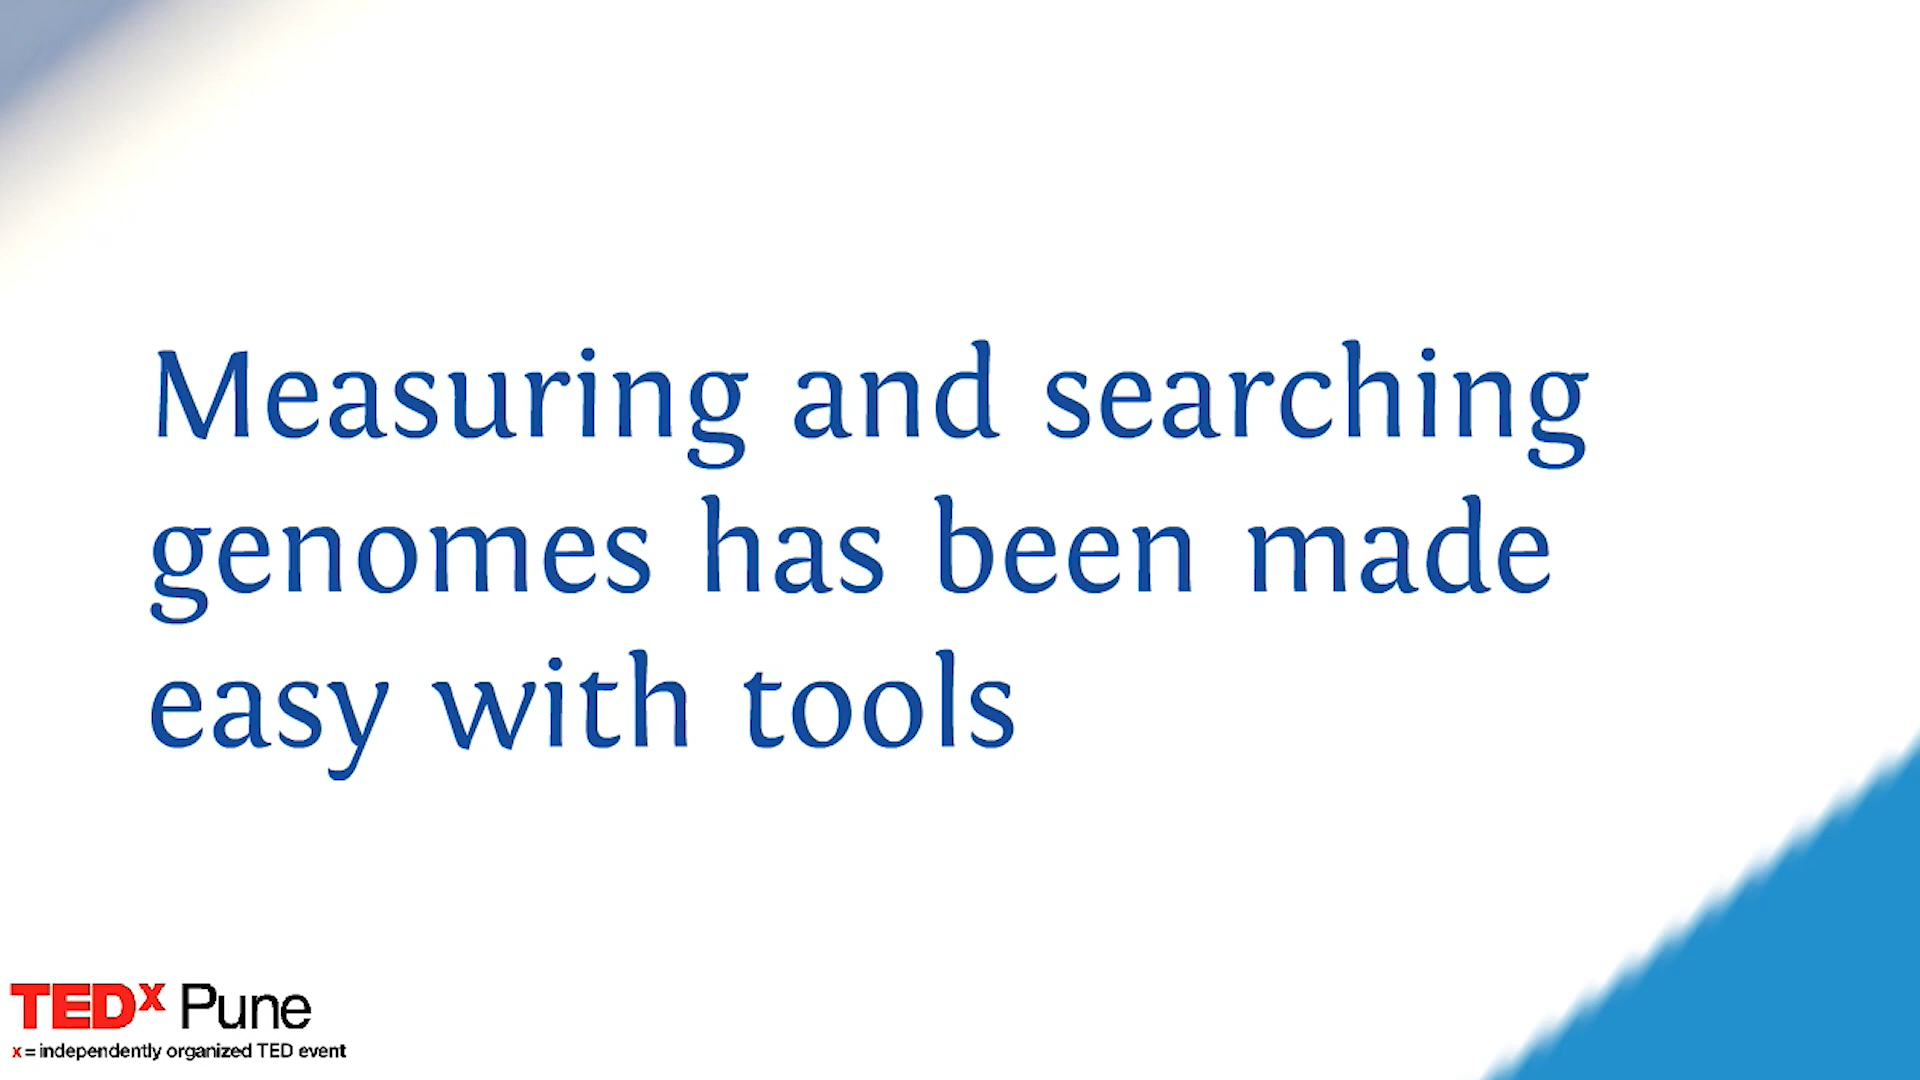 Measuring and searching
genomes has been made
easy with tools
TEDx Pune
x = independently organized TED event